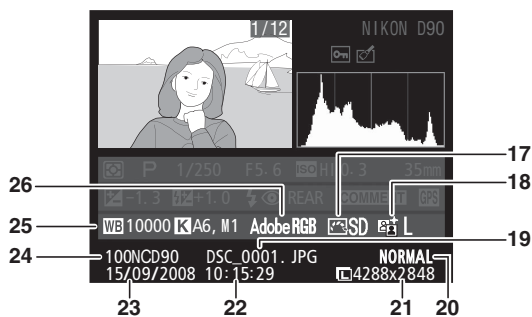 1/12 NIKON D90
P 1/250 F5.6 ISO HI 0.3 35mm
-1.3 +1.0 REAR COMMENT GPS
WB 10000 K A6, M1 AdobeRGB SD L
100NCD90 DSC_0001.JPG NORMAL
15/09/2008 10:15:29 L 4288x2848
17
18
19
20
21
22
23
24
25
26